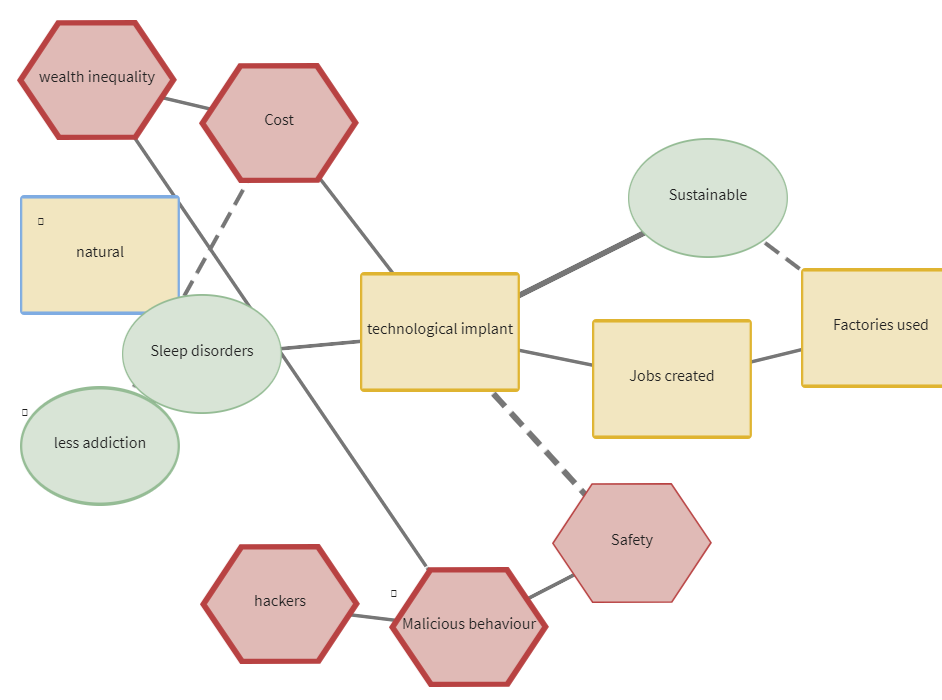 wealth inequality
Cost
Sustainable
natural
Factories used
technological implant
Sleep disorders
Jobs created
less addiction
Safety
hackers
Malicious behaviour